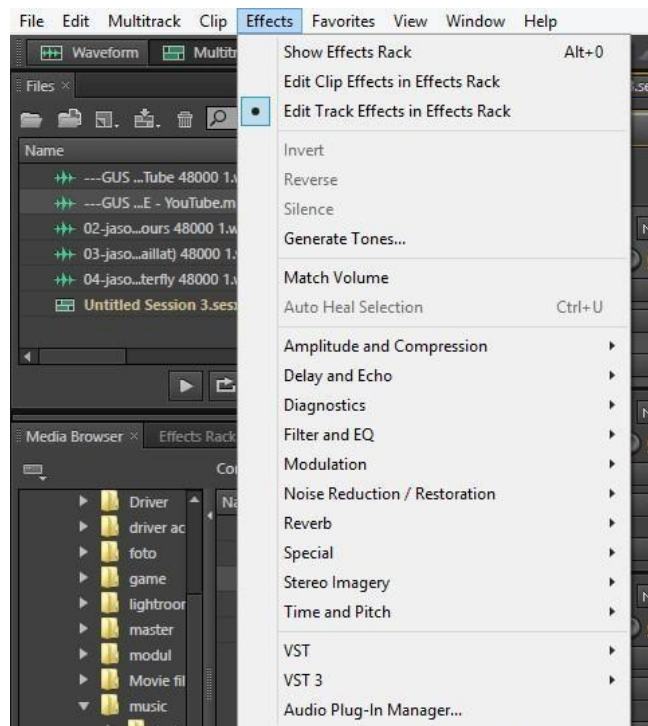 File Edit Multitrack Clip Effects Favorites View Window Help
Waveform Multitr
Files ×
Name
---GUS ...Tube 48000 1.w
---GUS ...E - YouTube.m
02-jaso...ours 48000 1.w
03-jaso...aillat) 48000 1.w
04-jaso...terfly 48000 1.w
Untitled Session 3.sesx
Media Browser × Effects Rack
Driver
driver ac
foto
game
lightroor
master
modul
Movie fil
music
Show Effects Rack Alt+0
Edit Clip Effects in Effects Rack
Edit Track Effects in Effects Rack
Invert
Reverse
Silence
Generate Tones...
Match Volume
Auto Heal Selection Ctrl+U
Amplitude and Compression
Delay and Echo
Diagnostics
Filter and EQ
Modulation
Noise Reduction / Restoration
Reverb
Special
Stereo Imagery
Time and Pitch
VST
VST 3
Audio Plug-In Manager...